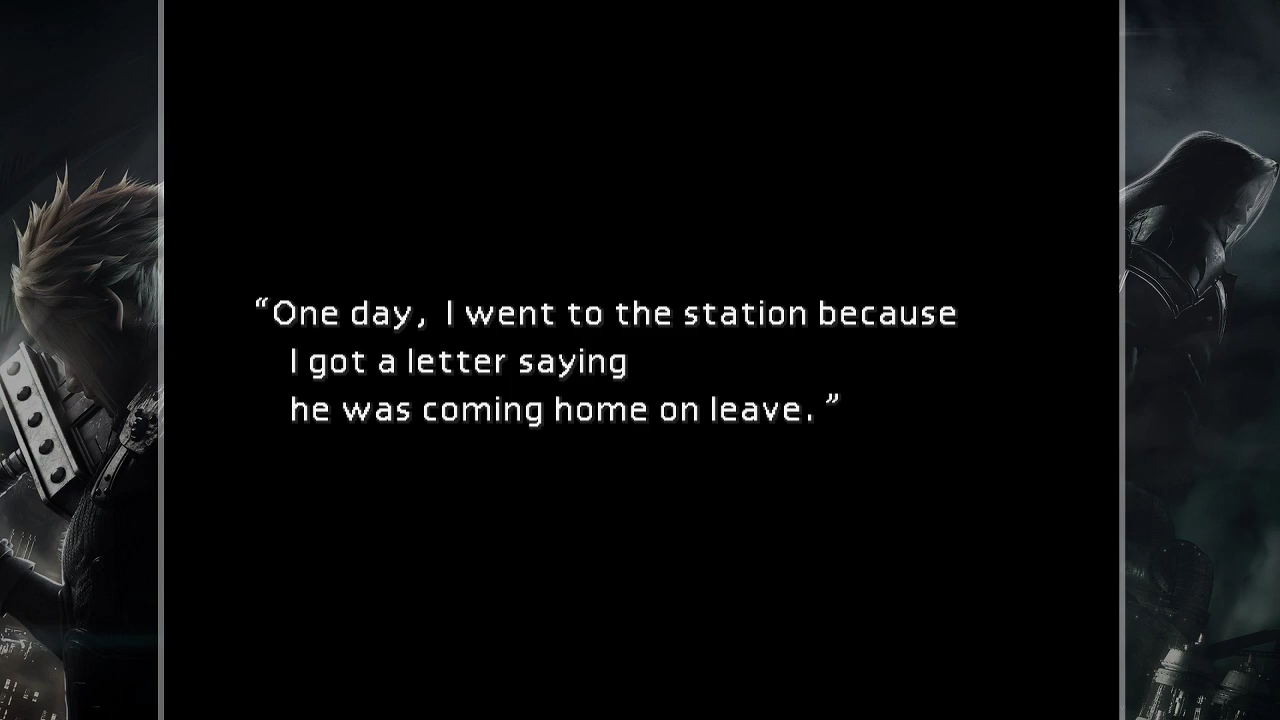 “One day, I went to the station because
I got a letter saying
he was coming home on leave.”